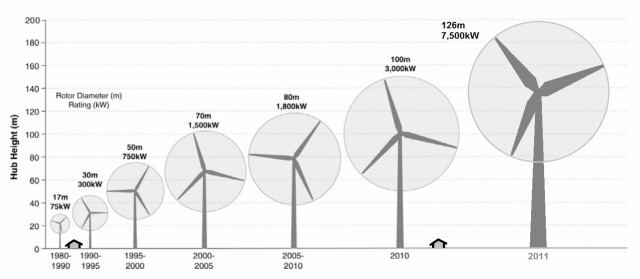 200
180
160
140
120
100
80
60
40
20
0
Hub Height (m)
Rotor Diameter (m)
Rating (kW)
17m
75kW
30m
300kW
50m
750kW
70m
1,500kW
80m
1,800kW
100m
3,000kW
126m
7,500kW
1980-
1990
1990-
1995
1995-
2000
2000-
2005
2005-
2010
2010
2011